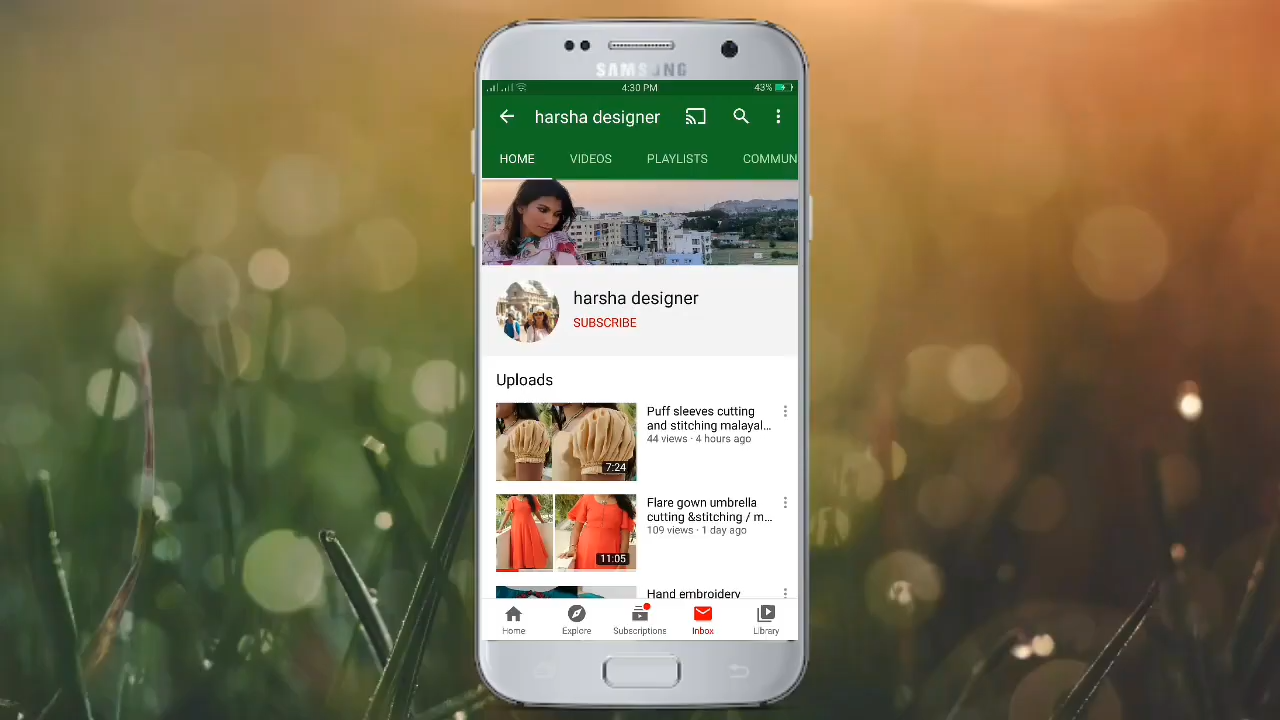 SAMSUNG
4:30 PM
43%
harsha designer
HOME
VIDEOS
PLAYLISTS
COMMUN
harsha designer
SUBSCRIBE
Uploads
Puff sleeves cutting
and stitching malayal...
44 views · 4 hours ago
7:24
Flare gown umbrella
cutting &stitching / m...
109 views · 1 day ago
11:05
Hand embroidery
Home
Explore
Subscriptions
Inbox
Library